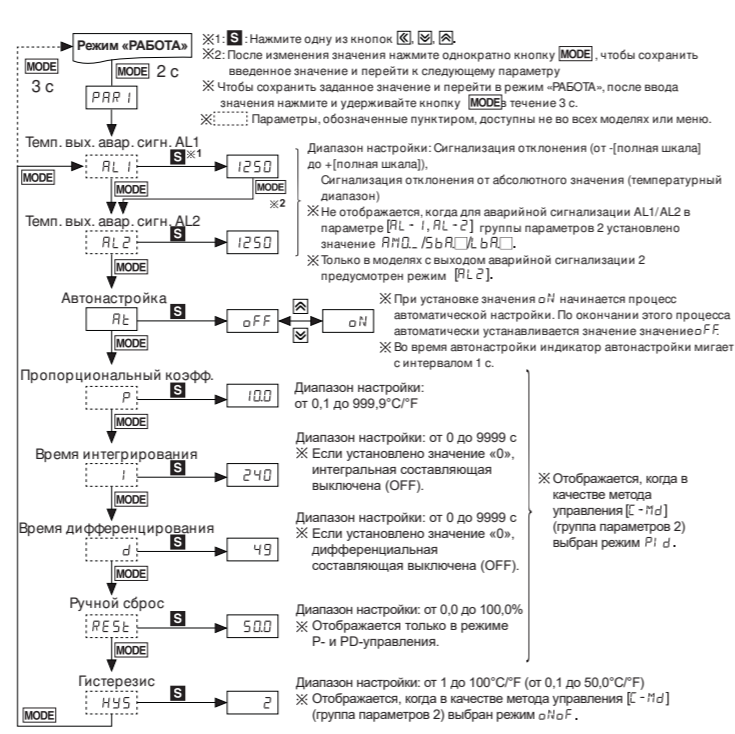 Режим «РАБОТА»
※1: S : Нажмите одну из кнопок «, ⮟, ⮝.
※2: После изменения значения нажмите однократно кнопку MODE, чтобы сохранить
введенное значение и перейти к следующему параметру
※ Чтобы сохранить заданное значение и перейти в режим «РАБОТА», после ввода
значения нажмите и удерживайте кнопку MODEв течение 3 с.
※ Параметры, обозначенные пунктиром, доступны не во всех моделях или меню.
MODE
3 с
MODE 2 с
PAR1
Темп. вых. авар. сигн. AL1
AL1
S ※1
1250
MODE
MODE
MODE
※2
Диапазон настройки: Сигнализация отклонения (от -[полная шкала]
до +[полная шкала]),
Сигнализация отклонения от абсолютного значения (температурный
диапазон)
※ Не отображается, когда для аварийной сигнализации AL1/AL2 в
параметре [AL-1, AL-2] группы параметров 2 установлено
значение AM0._ /SbA.□/LbA.□.
※ Только в моделях с выходом аварийной сигнализации 2
предусмотрен режим [AL2].
Темп. вых. авар. сигн. AL2
AL2
S
1250
MODE
Автонастройка
At
S
oFF
oN
MODE
※ При установке значения oN начинается процесс
автоматической настройки. По окончании этого процесса
автоматически устанавливается значение значение oFF.
※ Во время автонастройки индикатор автонастройки мигает
с интервалом 1 с.
Пропорциональный коэфф.
P
S
10.0
MODE
Диапазон настройки:
от 0,1 до 999,9°C/°F
Время интегрирования
I
S
240
MODE
Диапазон настройки: от 0 до 9999 с
※ Если установлено значение «0»,
интегральная составляющая
выключена (OFF).
Время дифференцирования
d
S
49
MODE
Диапазон настройки: от 0 до 9999 с
※ Если установлено значение «0»,
дифференциальная
составляющая выключена (OFF).
Ручной сброс
RESt
S
50.0
MODE
Диапазон настройки: от 0,0 до 100,0%
※ Отображается только в режиме
P- и PD-управления.
※ Отображается, когда в
качестве метода
управления [C-Md]
(группа параметров 2)
выбран режим PId.
Гистерезис
HYS
S
2
MODE
Диапазон настройки: от 1 до 100°C/°F (от 0,1 до 50,0°C/°F)
※ Отображается, когда в качестве метода управления [C-Md]
(группа параметров 2) выбран режим oNoF.